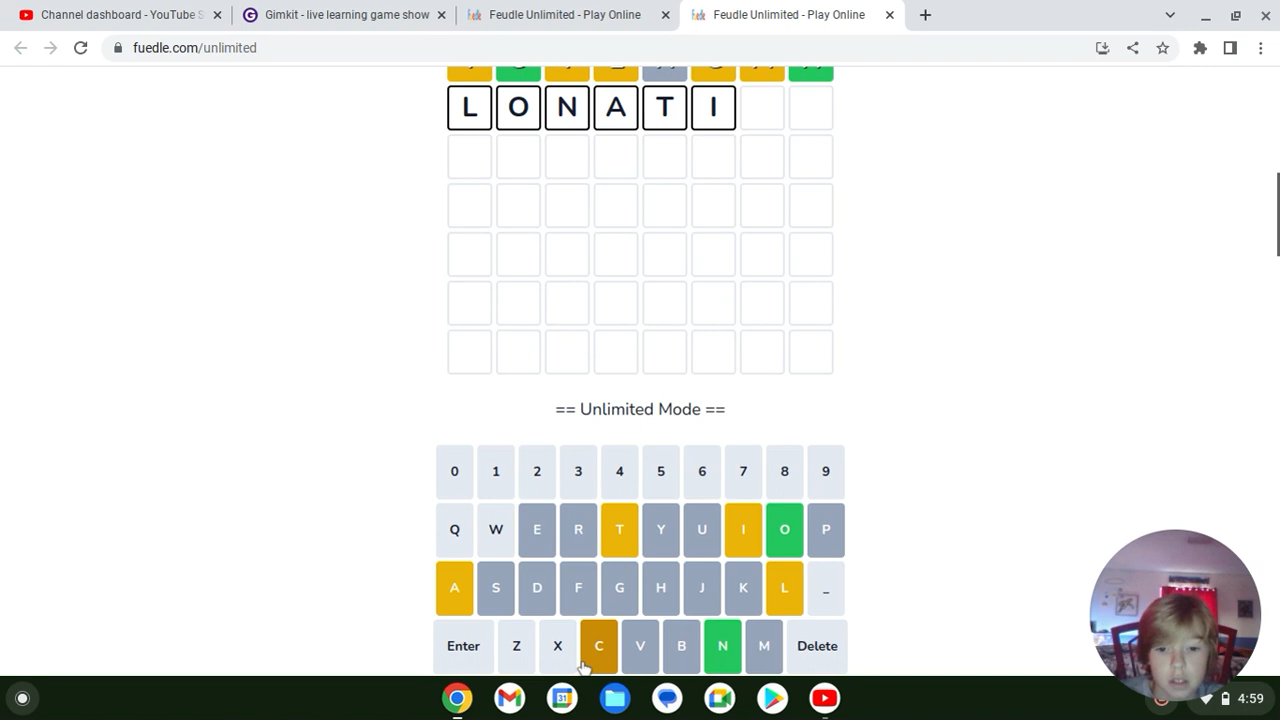 Channel dashboard - YouTube S
Gimkit - live learning game show
Feudle Unlimited - Play Online
Feudle Unlimited - Play Online
fuedle.com/unlimited
L O N A T I
== Unlimited Mode ==
0 1 2 3 4 5 6 7 8 9
Q W E R T Y U I O P
A S D F G H J K L _
Enter Z X C V B N M Delete
31
4:59